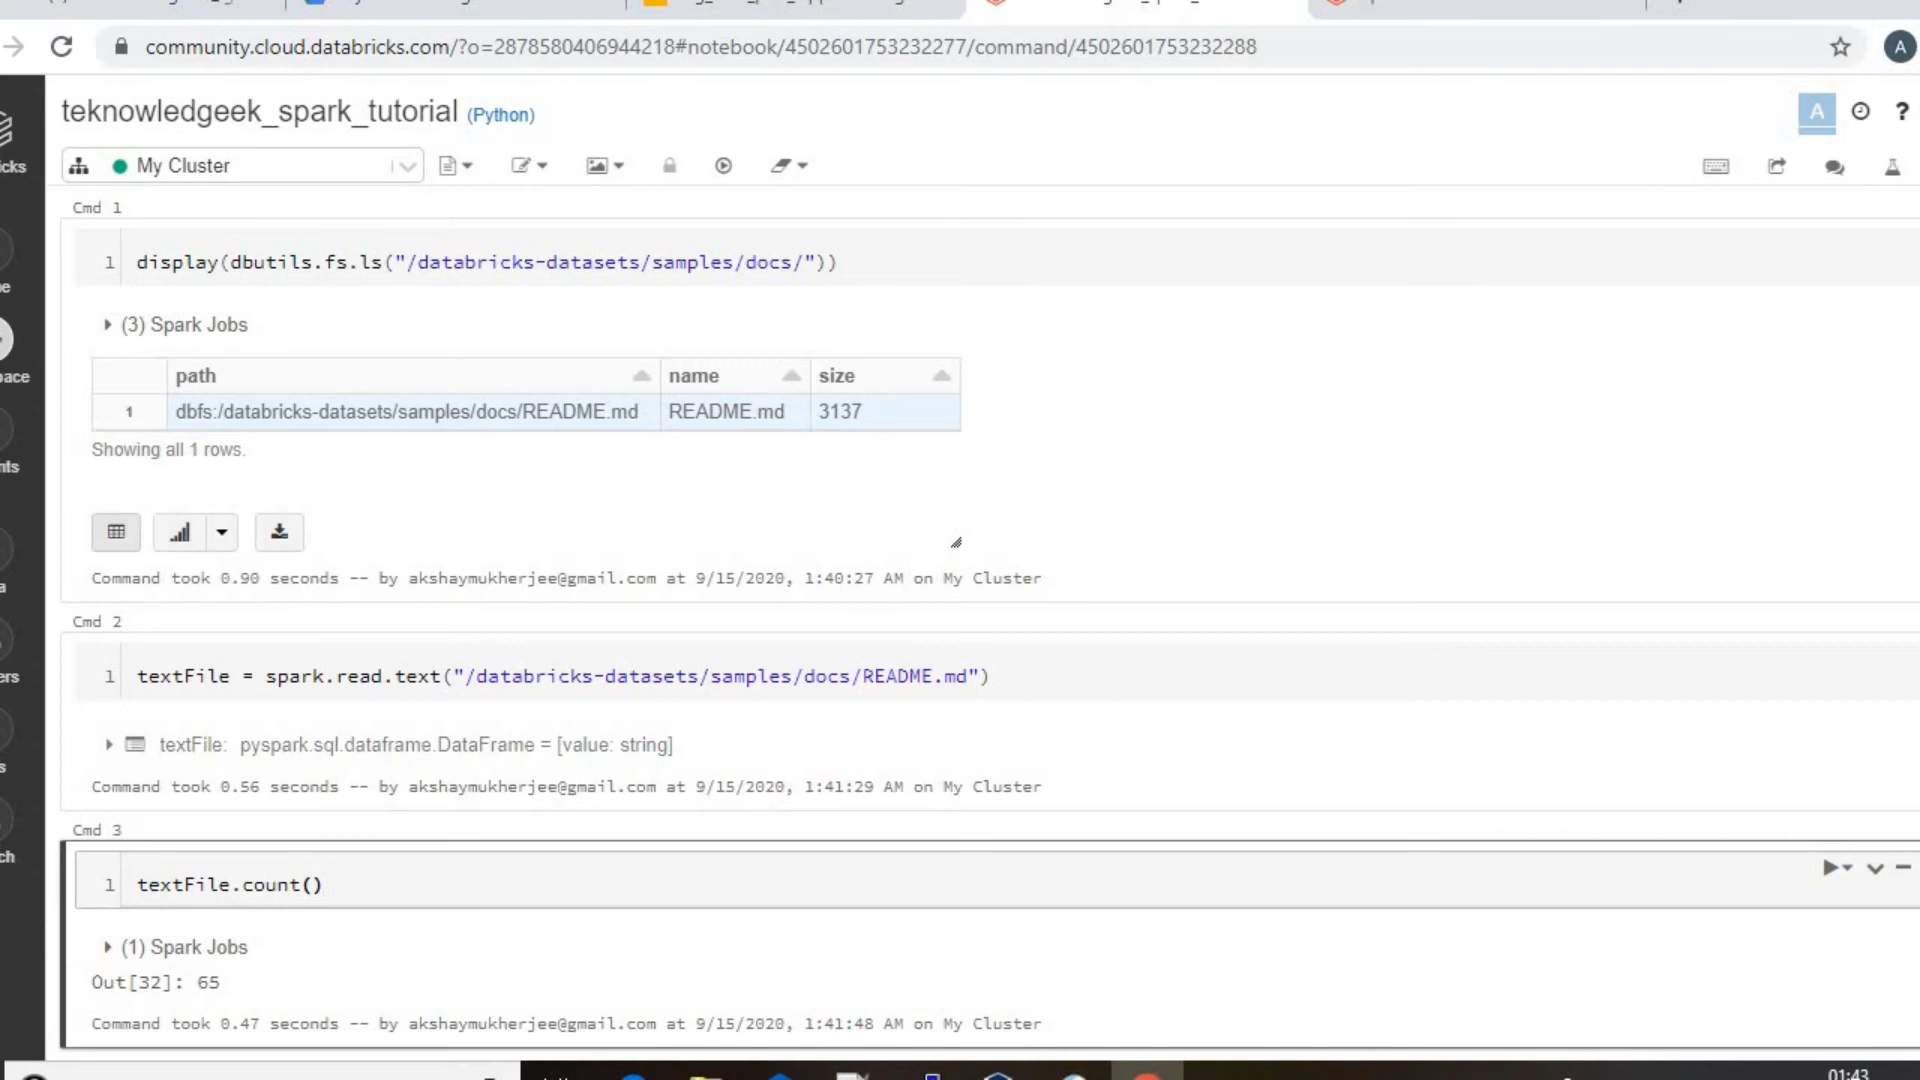 community.cloud.databricks.com/?o=2878580406944218#notebook/4502601753232277/command/4502601753232288
A
teknowledgeek_spark_tutorial (Python)
A
?
My Cluster
Cmd 1
1 display(dbutils.fs.ls("/databricks-datasets/samples/docs/"))
(3) Spark Jobs
path name size
1 dbfs:/databricks-datasets/samples/docs/README.md README.md 3137
Showing all 1 rows.
Command took 0.90 seconds -- by akshaymukherjee@gmail.com at 9/15/2020, 1:40:27 AM on My Cluster
Cmd 2
1 textFile = spark.read.text("/databricks-datasets/samples/docs/README.md")
textFile: pyspark.sql.dataframe.DataFrame = [value: string]
Command took 0.56 seconds -- by akshaymukherjee@gmail.com at 9/15/2020, 1:41:29 AM on My Cluster
Cmd 3
1 textFile.count()
(1) Spark Jobs
Out[32]: 65
Command took 0.47 seconds -- by akshaymukherjee@gmail.com at 9/15/2020, 1:41:48 AM on My Cluster
01:43